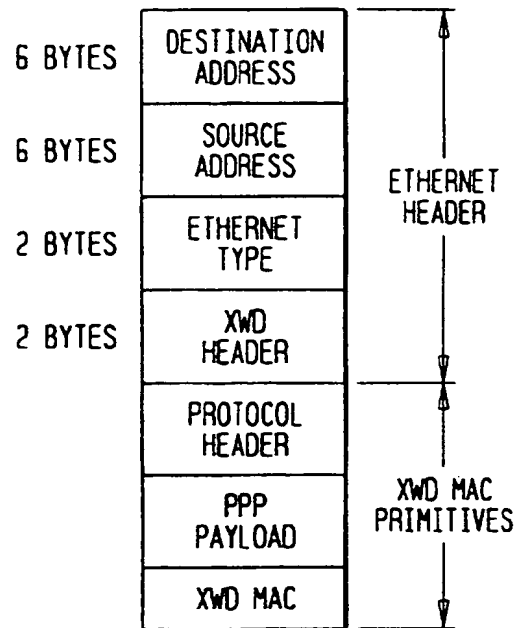 6 BYTES
DESTINATION
ADDRESS
6 BYTES
SOURCE
ADDRESS
2 BYTES
ETHERNET
TYPE
2 BYTES
XWD
HEADER
ETHERNET
HEADER
PROTOCOL
HEADER
PPP
PAYLOAD
XWD MAC
XWD MAC
PRIMITIVES